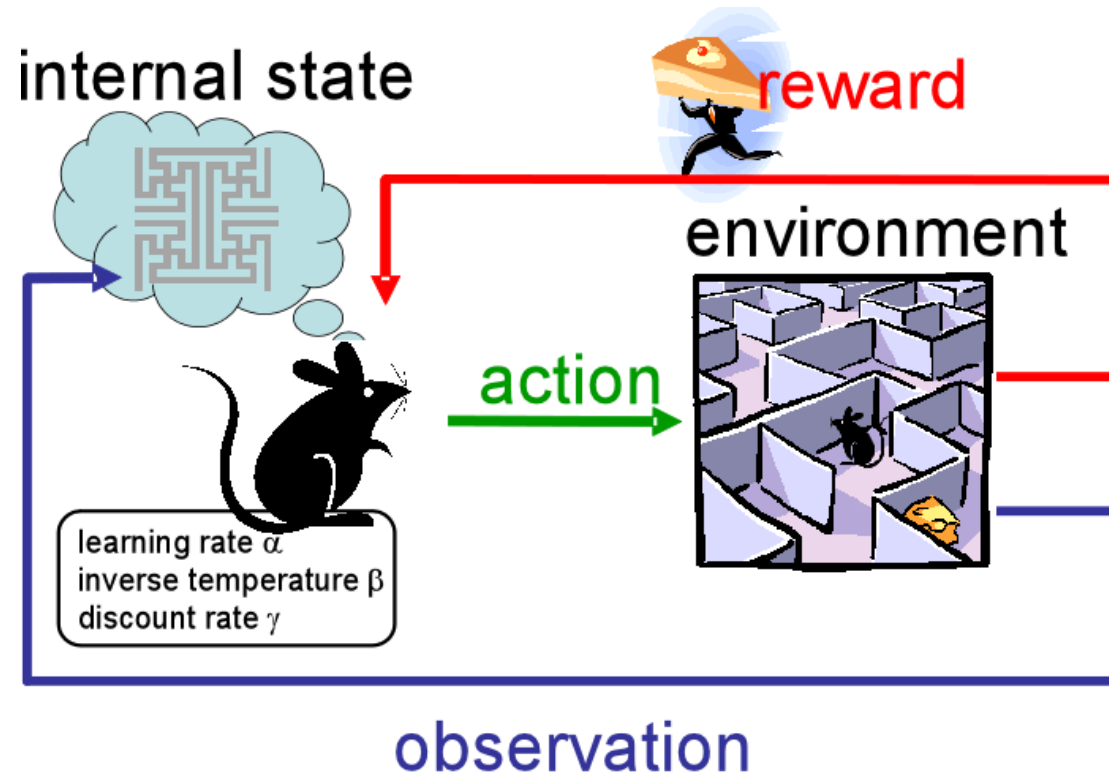 internal state
reward
environment
action
learning rate α
inverse temperature β
discount rate γ
observation